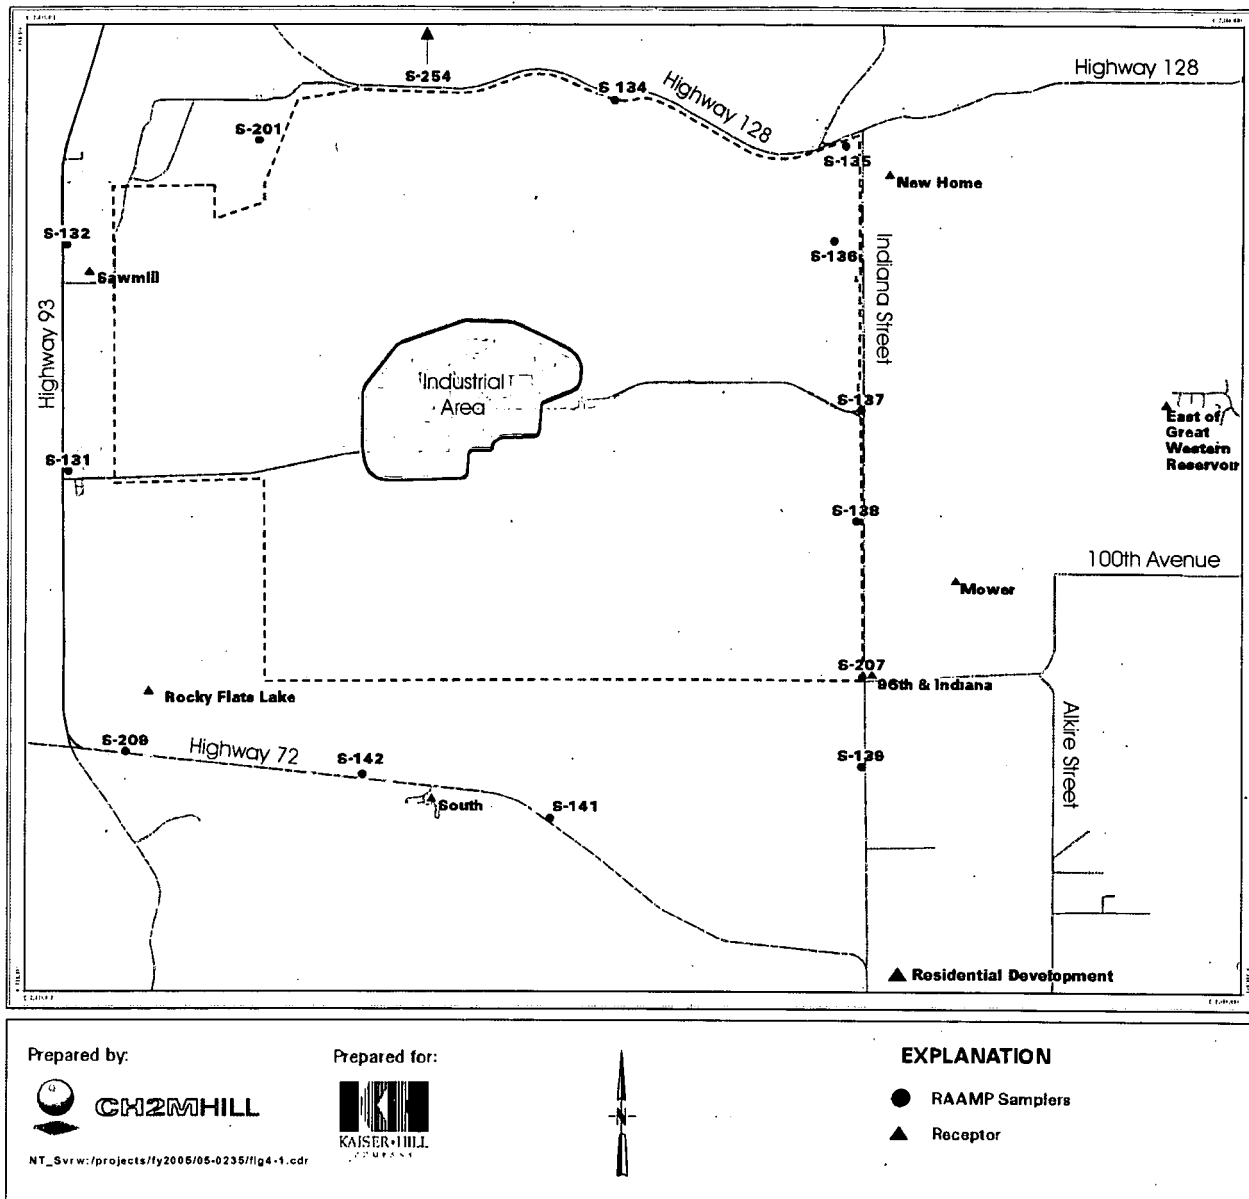 S-254
Highway 128
S-134
Highway 128
S-201
S-135
New Home
S-132
S-136
Sawmill
Indiana Street
Highway 93
Industrial
Area
S-137
East of
Great
Western
Reservoir
S-131
S-138
100th Avenue
Mower
S-207
96th & Indiana
Rocky Flats Lake
Alkire Street
S-209
Highway 72
S-142
S-139
South
S-141
Residential Development
Prepared by:
Prepared for:
EXPLANATION
CH2MHILL
RAAMP Samplers
N
Receptor
KAISER•HILL
COMPANY
NT_Svrw:/projects/fy2005/05-0235/fig4-1.cdr